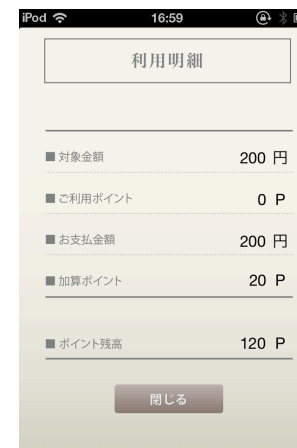 iPod 16:59
利用明細
■ 対象金額 200 円
■ ご利用ポイント 0 P
■ お支払金額 200 円
■ 加算ポイント 20 P
■ ポイント残高 120 P
閉じる